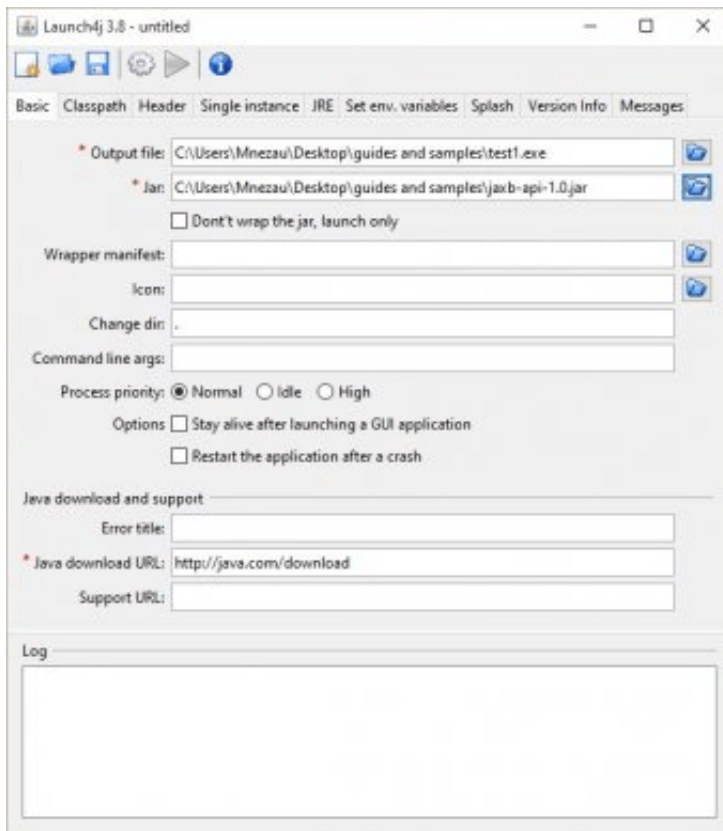 Launch4j 3.8 - untitled
Basic Classpath Header Single instance JRE Set env. variables Splash Version Info Messages
* Output file: C:\Users\Mnezau\Desktop\guides and samples\test1.exe
* Jar: C:\Users\Mnezau\Desktop\guides and samples\jaxb-api-1.0.jar
Dont't wrap the jar, launch only
Wrapper manifest:
Icon:
Change dir: .
Command line args:
Process priority: Normal Idle High
Options Stay alive after launching a GUI application
Restart the application after a crash
Java download and support
Error title:
* Java download URL: http://java.com/download
Support URL:
Log